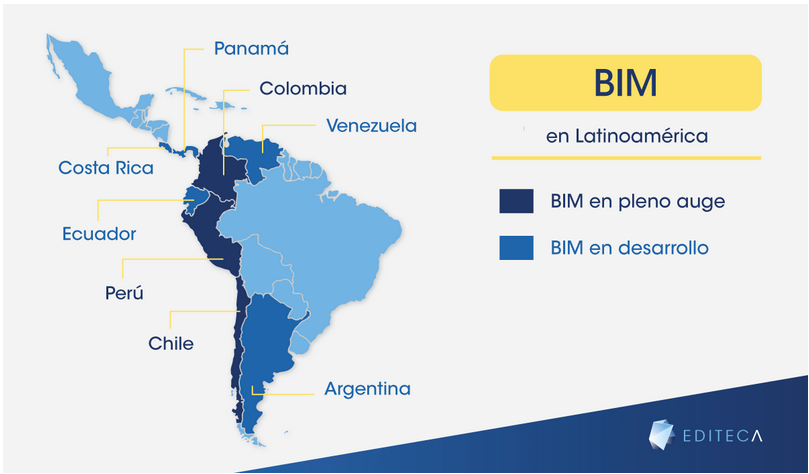 Panamá
Colombia
Venezuela
Costa Rica
Ecuador
Perú
Chile
Argentina
BIM
en Latinoamérica
BIM en pleno auge
BIM en desarrollo
EDITECA